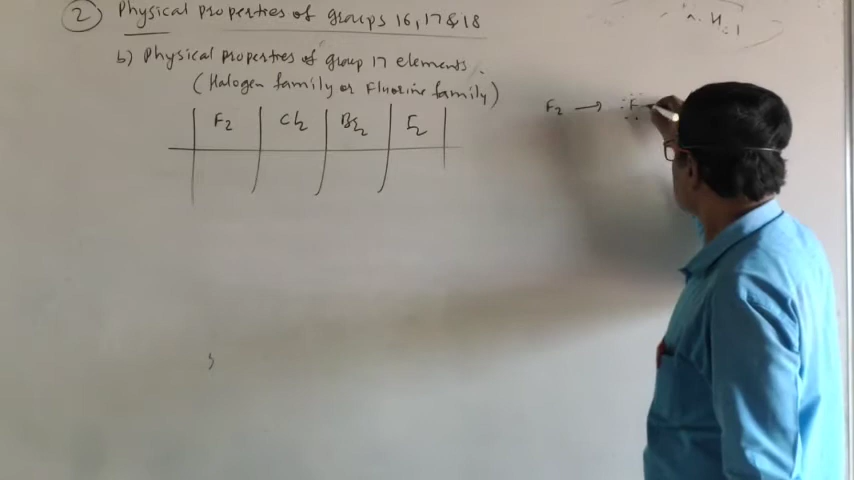 2 Physical properties of groups 16, 17 & 18
b) Physical properties of group 17 elements.
(Halogen family or Fluorine family)
F2 Cl2 Br2 I2
F2 → F